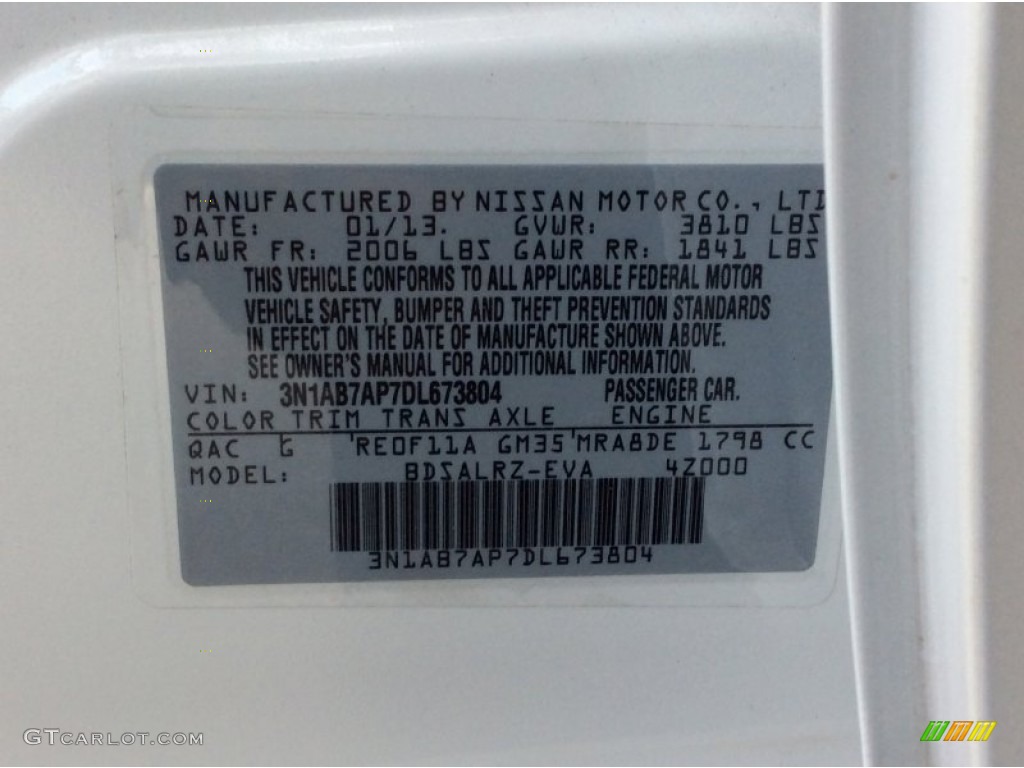 MANUFACTURED BY NISSAN MOTOR CO., LTD
DATE: 01/13. GVWR: 3810 LBS
GAWR FR: 2006 LBS GAWR RR: 1841 LBS
THIS VEHICLE CONFORMS TO ALL APPLICABLE FEDERAL MOTOR
VEHICLE SAFETY, BUMPER AND THEFT PREVENTION STANDARDS
IN EFFECT ON THE DATE OF MANUFACTURE SHOWN ABOVE.
SEE OWNER'S MANUAL FOR ADDITIONAL INFORMATION.
VIN: 3N1AB7AP7DL673804 PASSENGER CAR.
COLOR TRIM TRANS AXLE ENGINE
QAC G 'RE0F11A GM35'MRA8DE 1798 CC
MODEL: BDSALRZ-EVA 4Z000
3N1AB7AP7DL673804
GTCARLOT.COM